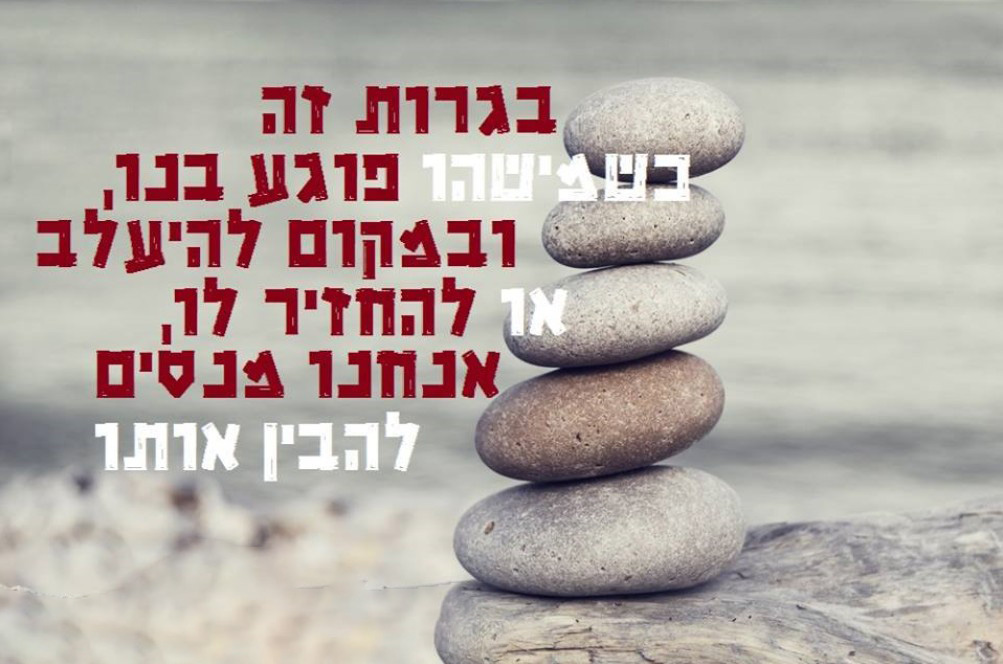 בגרות זה
כשמישהו פוגע בנו,
ובמקום להיעלב
או להחזיר לו,
אנחנו מנסים
להבין אותו